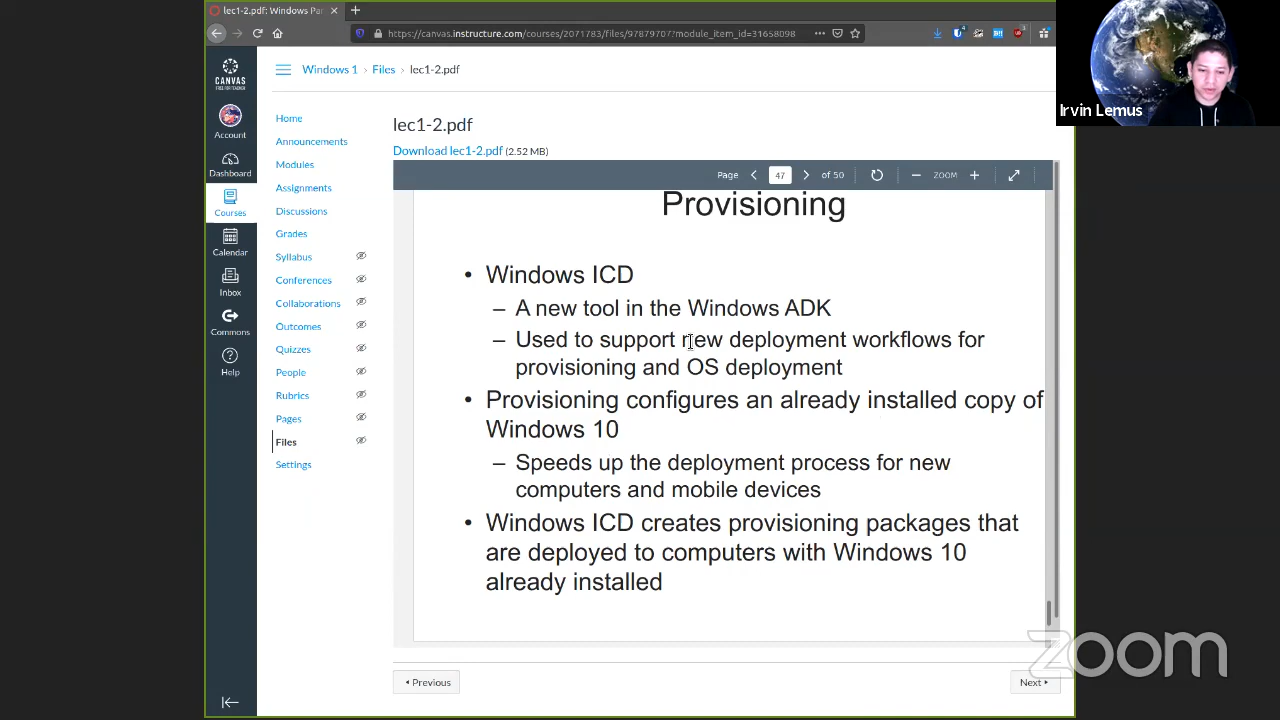 lec1-2.pdf: Windows Par
https://canvas.instructure.com/courses/2071783/files/97879707?module_item_id=31658098
Irvin Lemus
CANVAS
FREE FOR TEACHER
Account
Dashboard
Courses
Calendar
Inbox
Commons
Help
Windows 1 > Files > lec1-2.pdf
Home
Announcements
Modules
Assignments
Discussions
Grades
Syllabus
Conferences
Collaborations
Outcomes
Quizzes
People
Rubrics
Pages
Files
Settings
lec1-2.pdf
Download lec1-2.pdf (2.52 MB)
Page < 47 > of 50 − ZOOM +
Provisioning
• Windows ICD
– A new tool in the Windows ADK
– Used to support new deployment workflows for
provisioning and OS deployment
• Provisioning configures an already installed copy of
Windows 10
– Speeds up the deployment process for new
computers and mobile devices
• Windows ICD creates provisioning packages that
are deployed to computers with Windows 10
already installed
Previous
Next
zoom